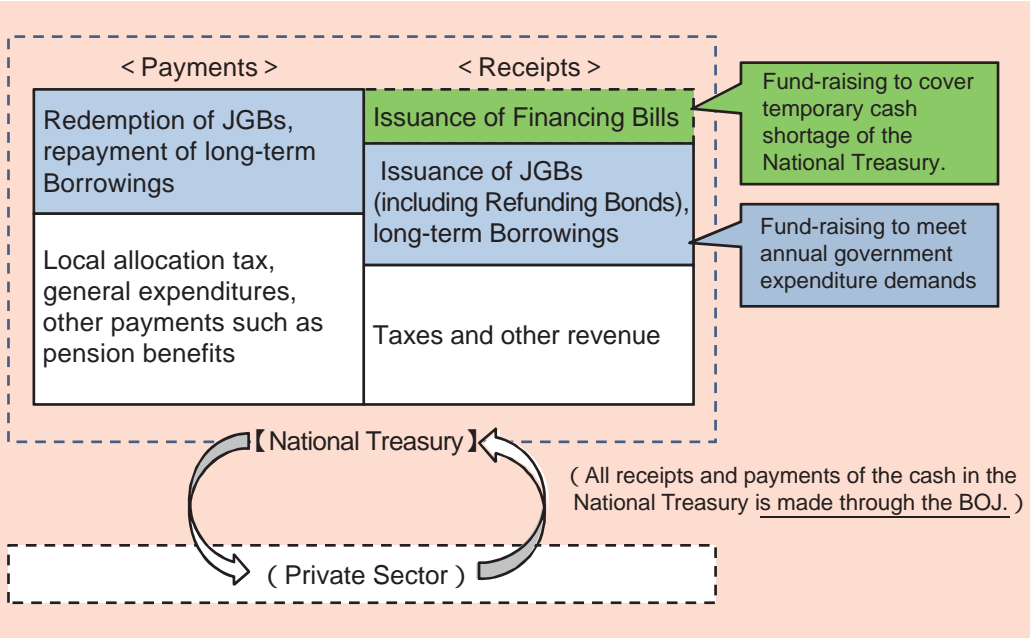 < Payments >
< Receipts >
Redemption of JGBs,
repayment of long-term
Borrowings
Local allocation tax,
general expenditures,
other payments such as
pension benefits
Issuance of Financing Bills
Issuance of JGBs
(including Refunding Bonds),
long-term Borrowings
Taxes and other revenue
Fund-raising to cover
temporary cash
shortage of the
National Treasury.
Fund-raising to meet
annual government
expenditure demands
【National Treasury】
( All receipts and payments of the cash in the
National Treasury is made through the BOJ. )
( Private Sector )